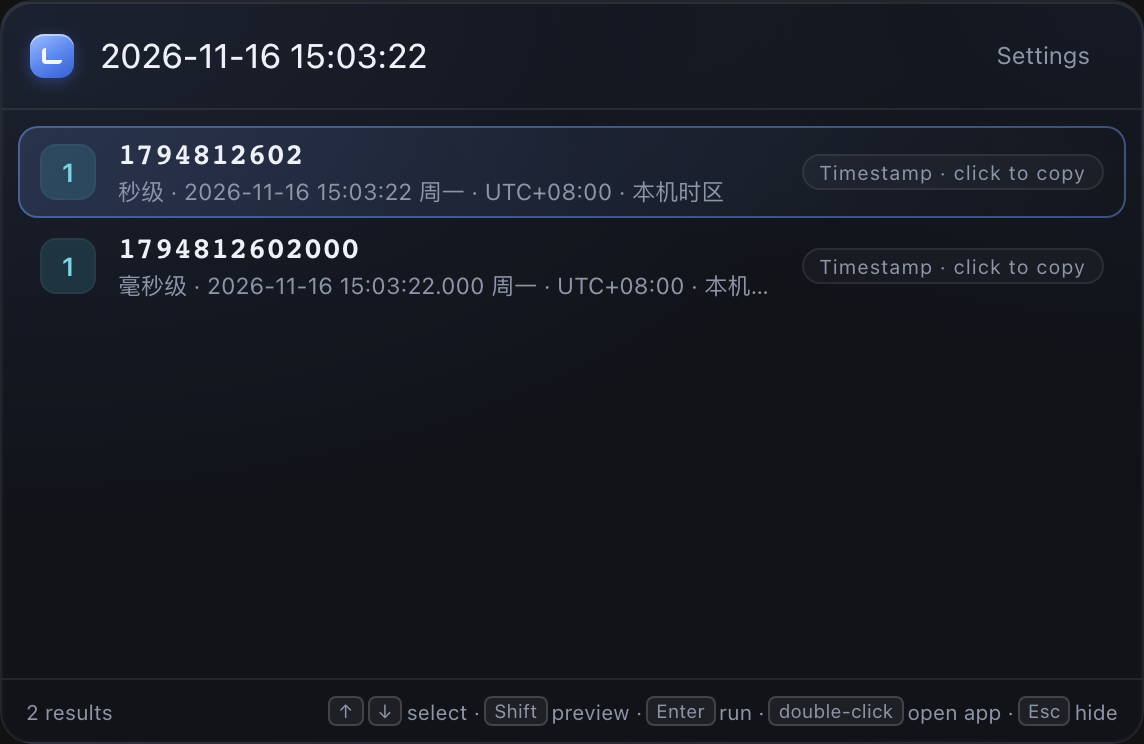 2026-11-16 15:03:22
Settings
1
1794812602
秒级 · 2026-11-16 15:03:22 周一 · UTC+08:00 · 本机时区
Timestamp · click to copy
1
1794812602000
毫秒级 · 2026-11-16 15:03:22.000 周一 · UTC+08:00 · 本机...
Timestamp · click to copy
2 results
↑ ↓ select · Shift preview · Enter run · double-click open app · Esc hide